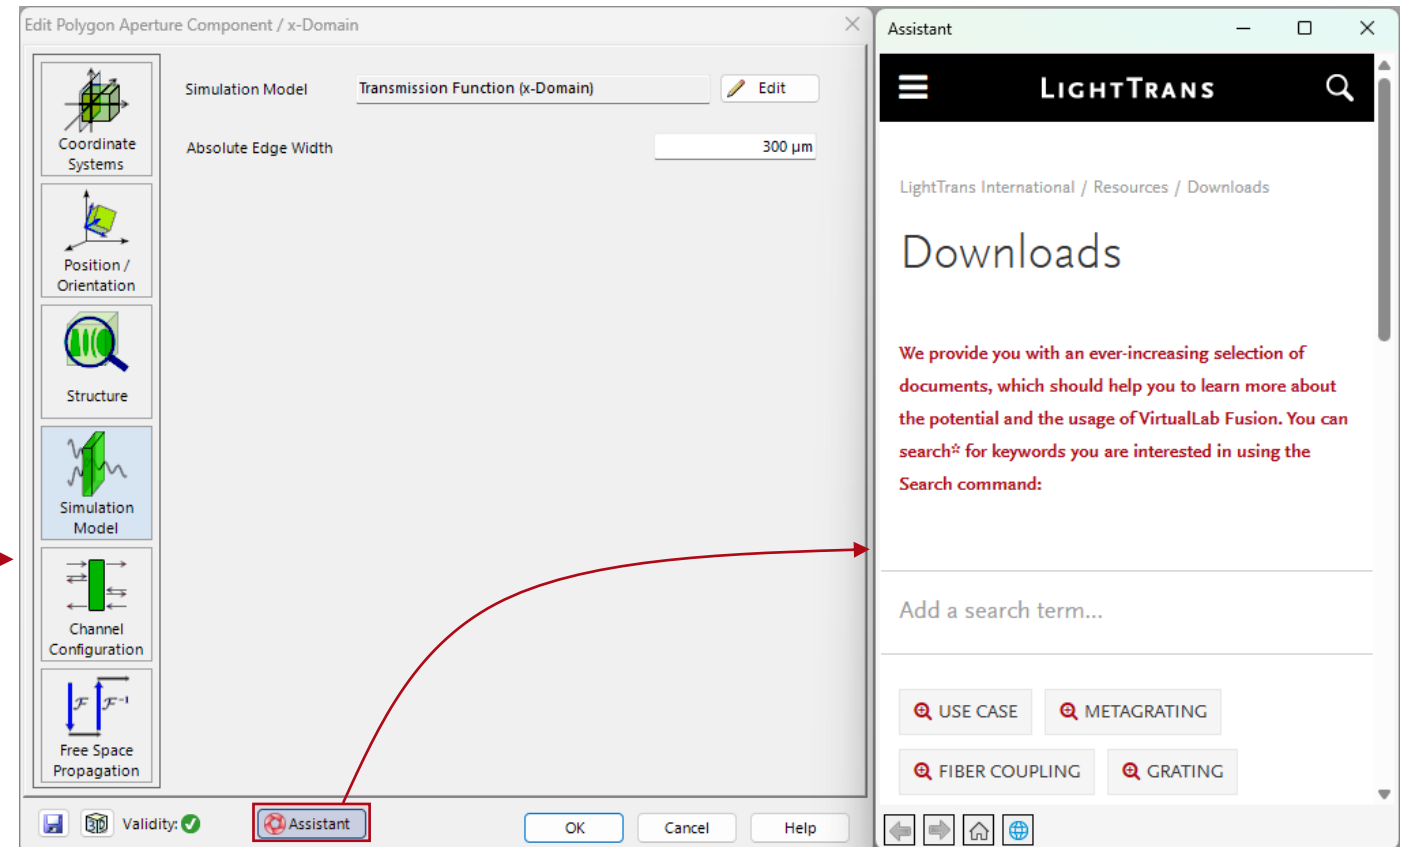 Edit Polygon Aperture Component / x-Domain
Coordinate
Systems
Position /
Orientation
Structure
Simulation
Model
Channel
Configuration
F F-1
Free Space
Propagation
Simulation Model Transmission Function (x-Domain) Edit
Absolute Edge Width 300 µm
3D Validity: Assistant OK Cancel Help
Assistant
LIGHTTRANS
LightTrans International / Resources / Downloads
Downloads
We provide you with an ever-increasing selection of
documents, which should help you to learn more about
the potential and the usage of VirtualLab Fusion. You can
search* for keywords you are interested in using the
Search command:
Add a search term...
USE CASE METAGRATING
FIBER COUPLING GRATING